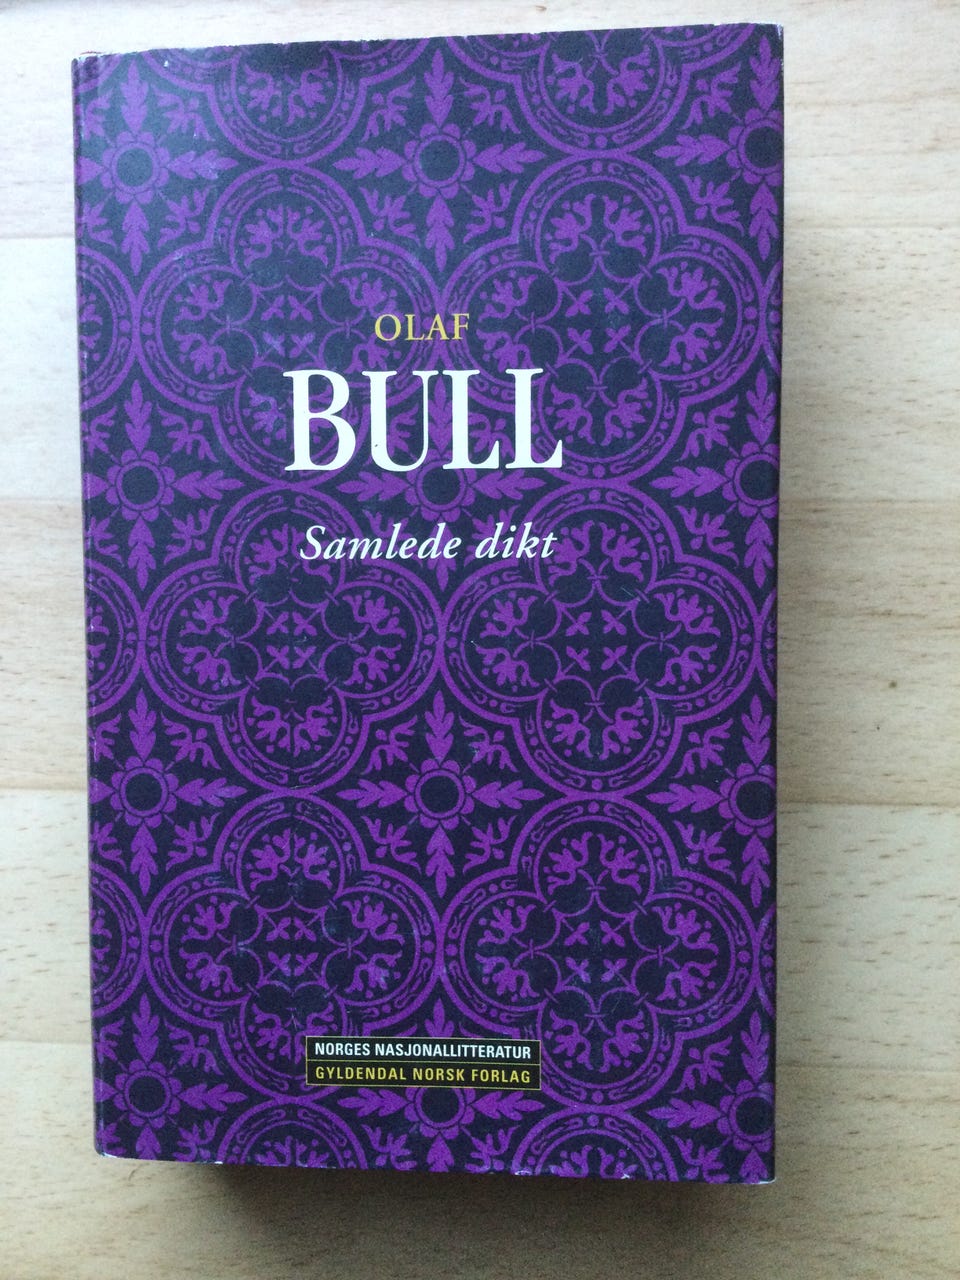 OLAF
BULL
Samlede dikt
NORGES NASJONALLITTERATUR
GYLDENDAL NORSK FORLAG